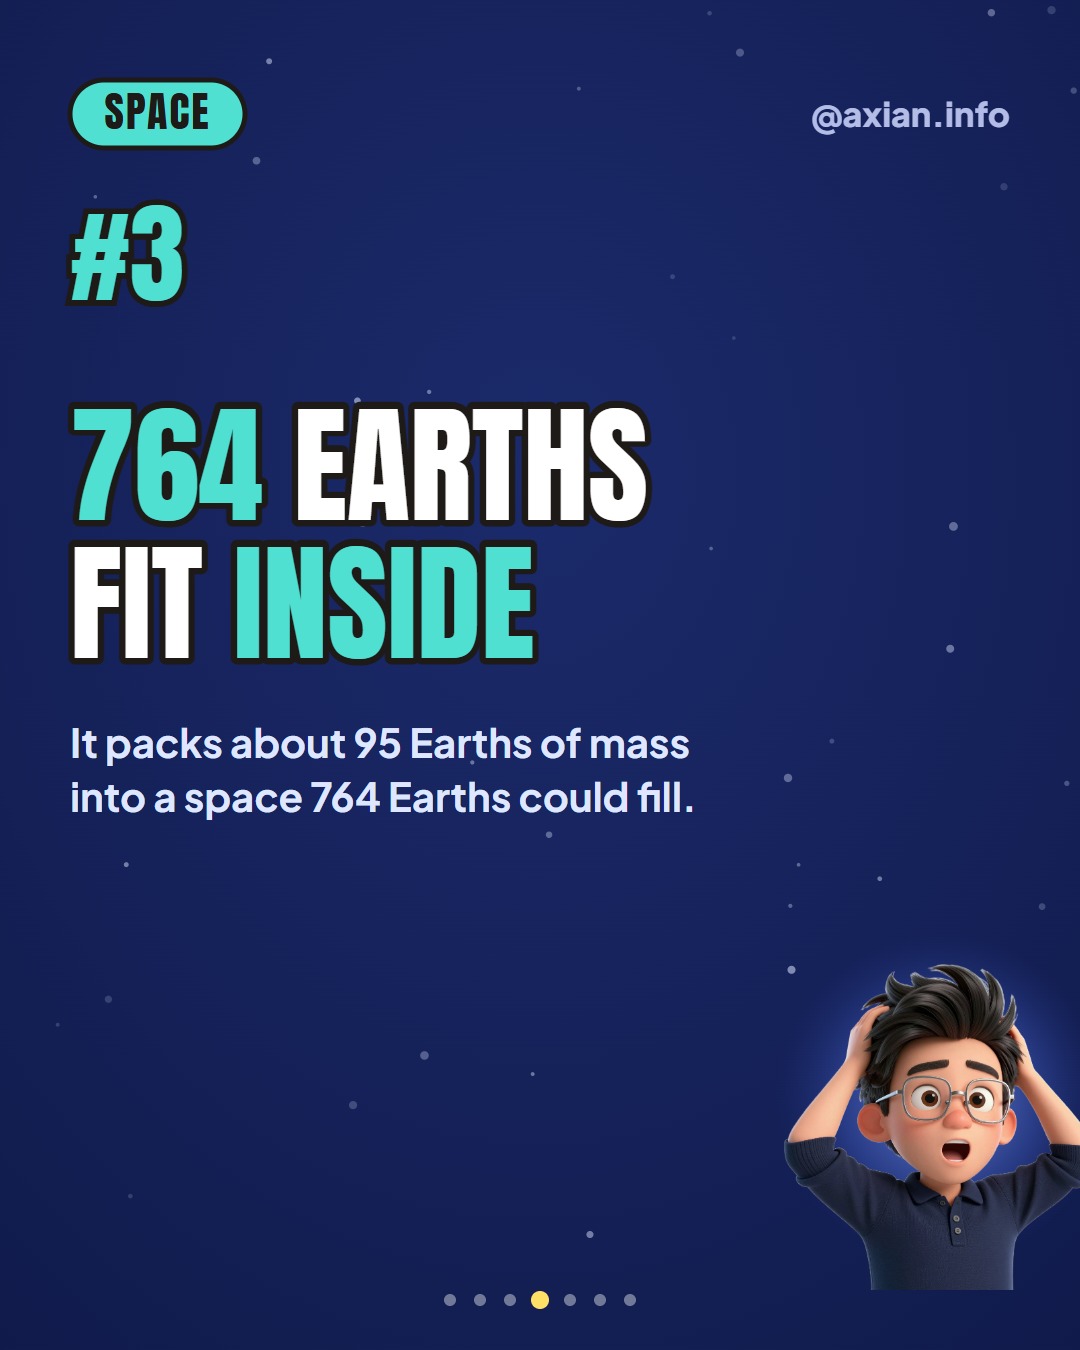 SPACE
@axian.info
#3
764 EARTHS
FIT INSIDE
It packs about 95 Earths of mass
into a space 764 Earths could fill.